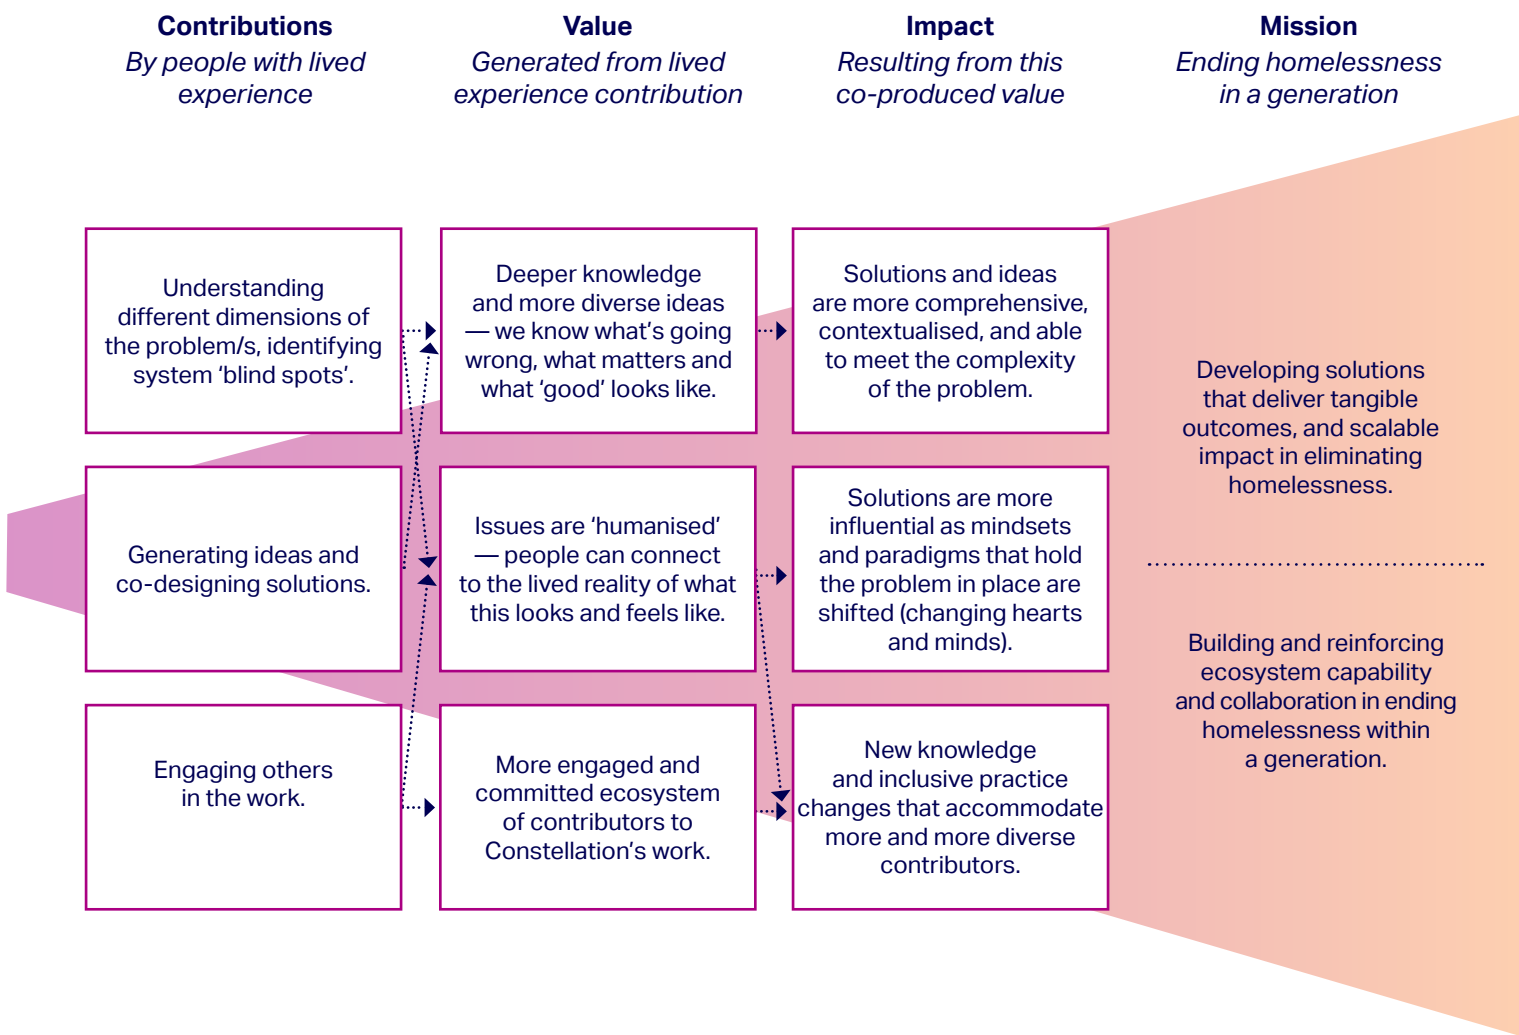 Contributions
By people with lived
experience
Value
Generated from lived
experience contribution
Impact
Resulting from this
co-produced value
Mission
Ending homelessness
in a generation
Understanding
different dimensions of
the problem/s, identifying
system ‘blind spots’.
Deeper knowledge
and more diverse ideas
— we know what’s going
wrong, what matters and
what ‘good’ looks like.
Solutions and ideas
are more comprehensive,
contextualised, and able
to meet the complexity
of the problem.
Generating ideas and
co-designing solutions.
Issues are ‘humanised’
— people can connect
to the lived reality of what
this looks and feels like.
Solutions are more
influential as mindsets
and paradigms that hold
the problem in place are
shifted (changing hearts
and minds).
Engaging others
in the work.
More engaged and
committed ecosystem
of contributors to
Constellation’s work.
New knowledge
and inclusive practice
changes that accommodate
more and more diverse
contributors.
Developing solutions
that deliver tangible
outcomes, and scalable
impact in eliminating
homelessness.
Building and reinforcing
ecosystem capability
and collaboration in ending
homelessness within
a generation.